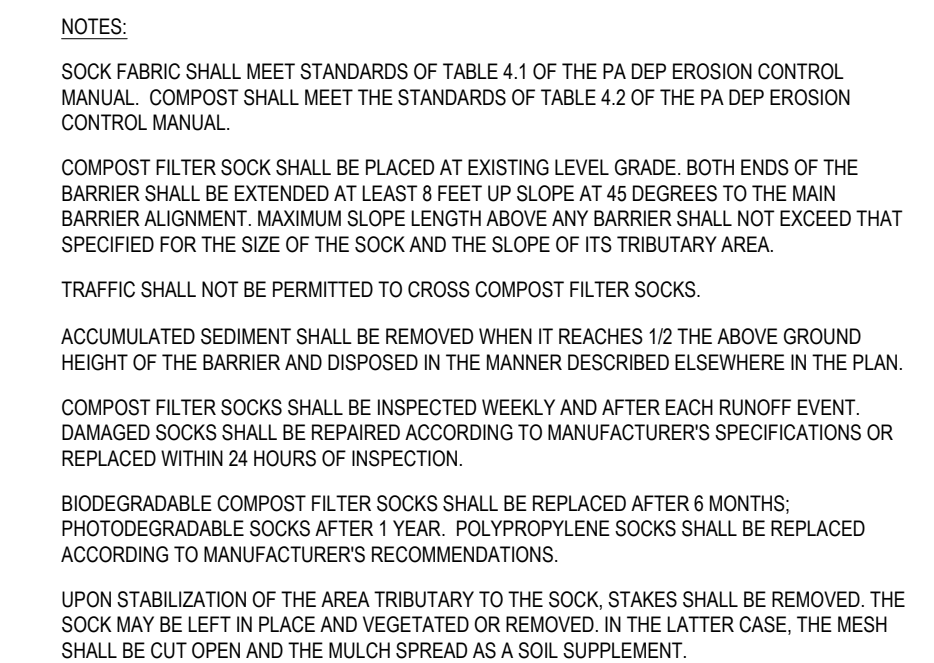 NOTES:
SOCK FABRIC SHALL MEET STANDARDS OF TABLE 4.1 OF THE PA DEP EROSION CONTROL
MANUAL.  COMPOST SHALL MEET THE STANDARDS OF TABLE 4.2 OF THE PA DEP EROSION
CONTROL MANUAL.
COMPOST FILTER SOCK SHALL BE PLACED AT EXISTING LEVEL GRADE. BOTH ENDS OF THE
BARRIER SHALL BE EXTENDED AT LEAST 8 FEET UP SLOPE AT 45 DEGREES TO THE MAIN
BARRIER ALIGNMENT. MAXIMUM SLOPE LENGTH ABOVE ANY BARRIER SHALL NOT EXCEED THAT
SPECIFIED FOR THE SIZE OF THE SOCK AND THE SLOPE OF ITS TRIBUTARY AREA.
TRAFFIC SHALL NOT BE PERMITTED TO CROSS COMPOST FILTER SOCKS.
ACCUMULATED SEDIMENT SHALL BE REMOVED WHEN IT REACHES 1/2 THE ABOVE GROUND
HEIGHT OF THE BARRIER AND DISPOSED IN THE MANNER DESCRIBED ELSEWHERE IN THE PLAN.
COMPOST FILTER SOCKS SHALL BE INSPECTED WEEKLY AND AFTER EACH RUNOFF EVENT.
DAMAGED SOCKS SHALL BE REPAIRED ACCORDING TO MANUFACTURER'S SPECIFICATIONS OR
REPLACED WITHIN 24 HOURS OF INSPECTION.
BIODEGRADABLE COMPOST FILTER SOCKS SHALL BE REPLACED AFTER 6 MONTHS;
PHOTODEGRADABLE SOCKS AFTER 1 YEAR.  POLYPROPYLENE SOCKS SHALL BE REPLACED
ACCORDING TO MANUFACTURER'S RECOMMENDATIONS.
UPON STABILIZATION OF THE AREA TRIBUTARY TO THE SOCK, STAKES SHALL BE REMOVED. THE
SOCK MAY BE LEFT IN PLACE AND VEGETATED OR REMOVED. IN THE LATTER CASE, THE MESH
SHALL BE CUT OPEN AND THE MULCH SPREAD AS A SOIL SUPPLEMENT.